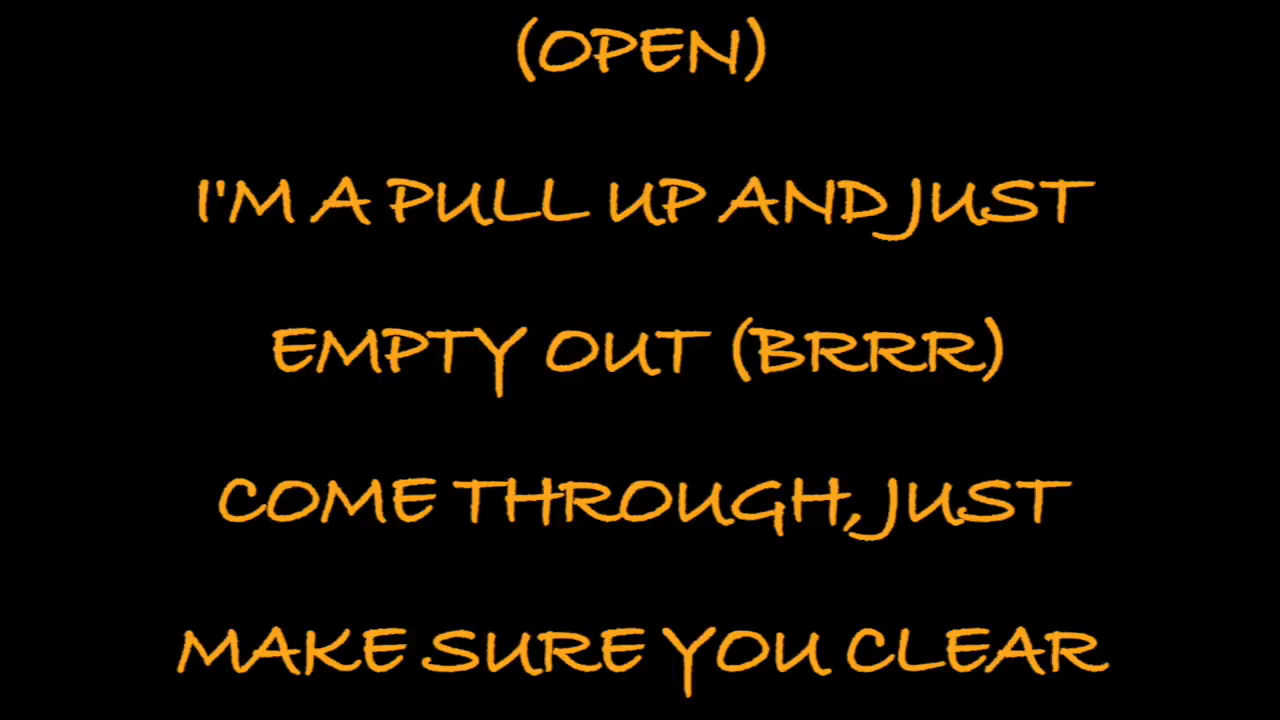 (OPEN)
I'M A PULL UP AND JUST
EMPTY OUT (BRRR)
COME THROUGH, JUST
MAKE SURE YOU CLEAR